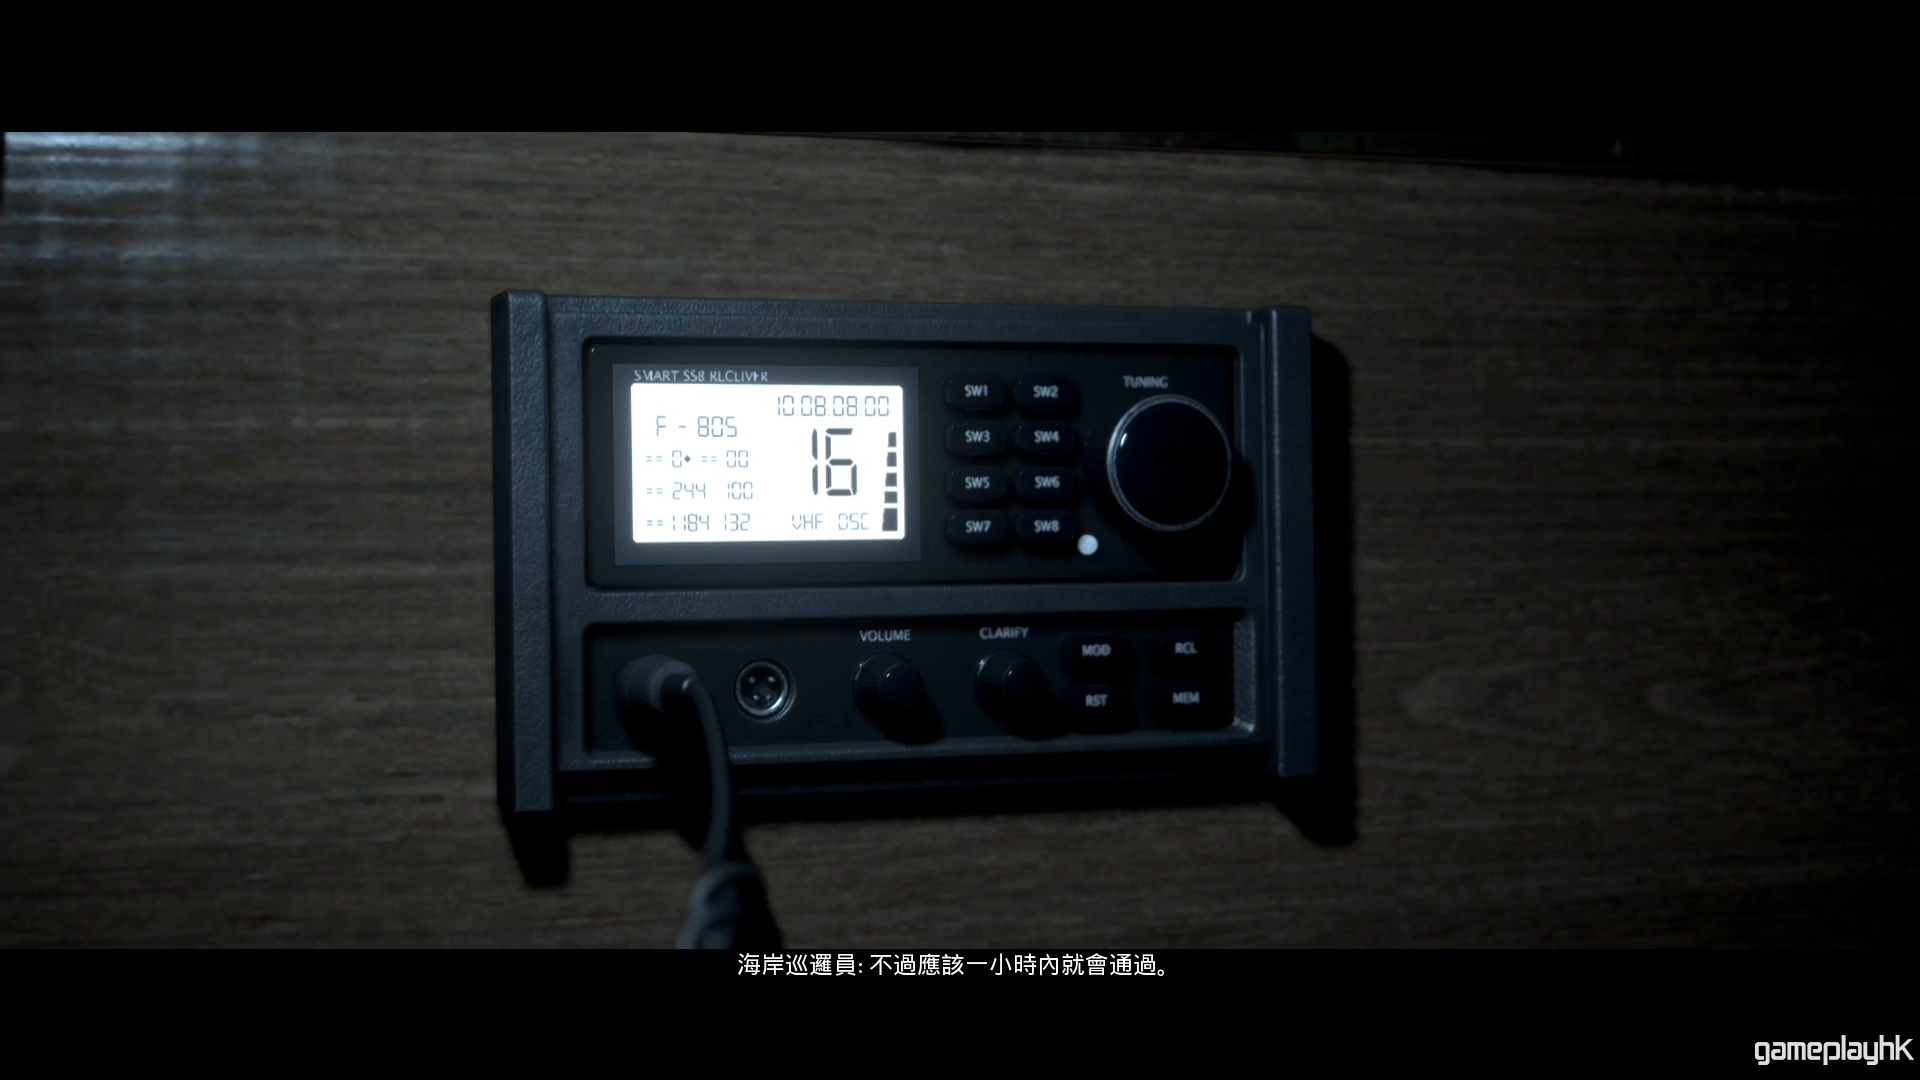 SMART SSB RECEIVER
10:08.08.00
F - 805
16
== 0* == 00
== 244 100
== 1184 132
VHF DSC
SW1 SW2
SW3 SW4
SW5 SW6
SW7 SW8
TUNING
VOLUME
CLARIFY
MOD
RCL
RST
MEM
海岸巡邏員: 不過應該一小時內就會通過。
gameplayhk